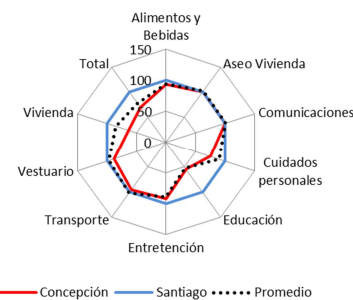 Alimentos y
Bebidas
150
100
50
0
Total
Aseo Vivienda
Vivienda
Comunicaciones
Vestuario
Cuidados
personales
Transporte
Educación
Entretención
Concepción
Santiago
Promedio